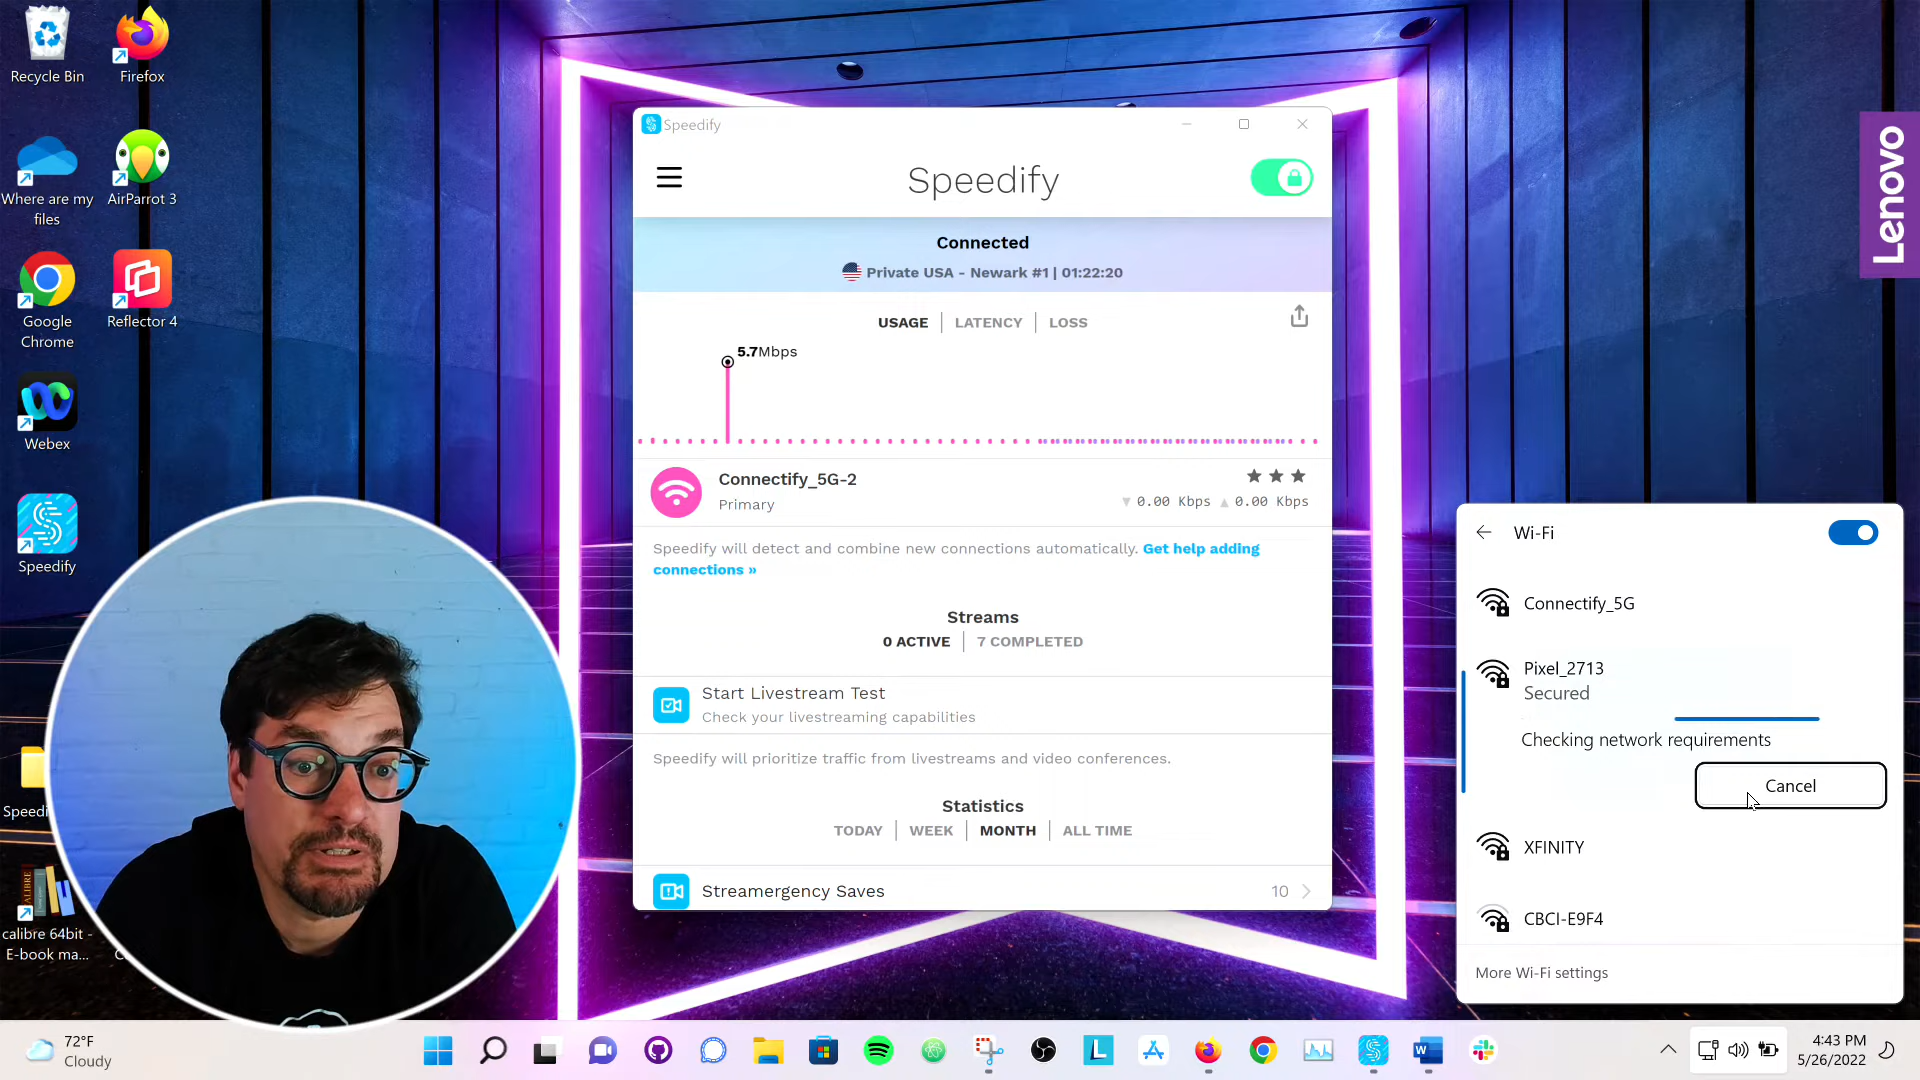 Recycle Bin
Firefox
Where are my
files
AirParrot 3
Google
Chrome
Reflector 4
Webex
Speedify
Speedi
CALIBRE
calibre 64bit -
E-book ma...
Speedify
Speedify
Connected
Private USA - Newark #1 | 01:22:20
USAGE | LATENCY | LOSS
5.7Mbps
Connectify_5G-2
Primary
0.00 Kbps 0.00 Kbps
Speedify will detect and combine new connections automatically. Get help adding
connections »
Streams
0 ACTIVE | 7 COMPLETED
Start Livestream Test
Check your livestreaming capabilities
Speedify will prioritize traffic from livestreams and video conferences.
Statistics
TODAY | WEEK | MONTH | ALL TIME
Streamergency Saves 10
Lenovo
Wi-Fi
Connectify_5G
Pixel_2713
Secured
Checking network requirements
Cancel
XFINITY
CBCI-E9F4
More Wi-Fi settings
72°F
Cloudy
4:43 PM
5/26/2022